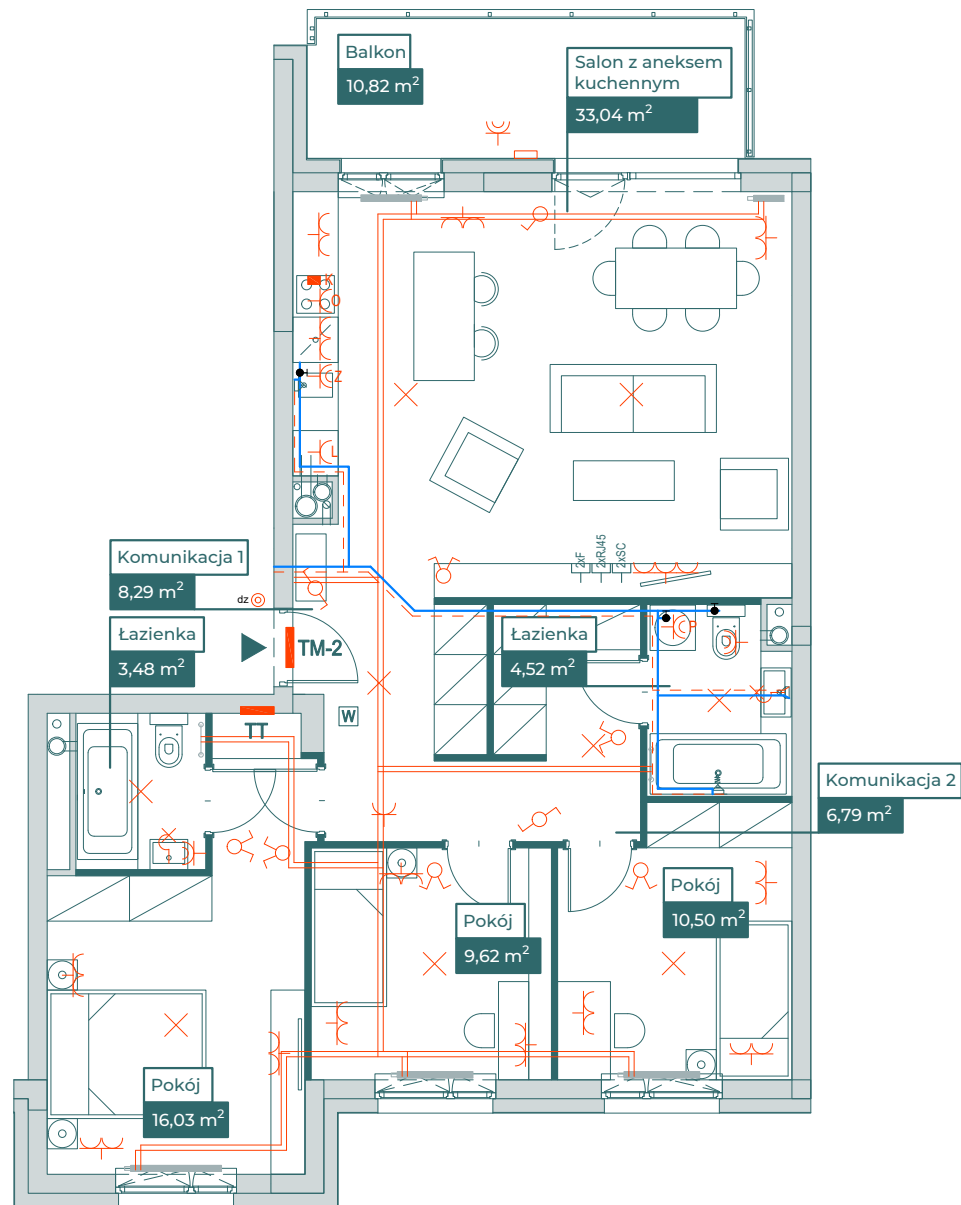 Balkon
10,82 m²
Salon z aneksem
kuchennym
33,04 m²
K
O
Z
L
2xF
2xRJ45
2xSC
Komunikacja 1
8,29 m²
dz
Łazienka
3,48 m²
TM-2
Łazienka
4,52 m²
W
TT
Komunikacja 2
6,79 m²
Pokój
10,50 m²
Pokój
9,62 m²
Pokój
16,03 m²